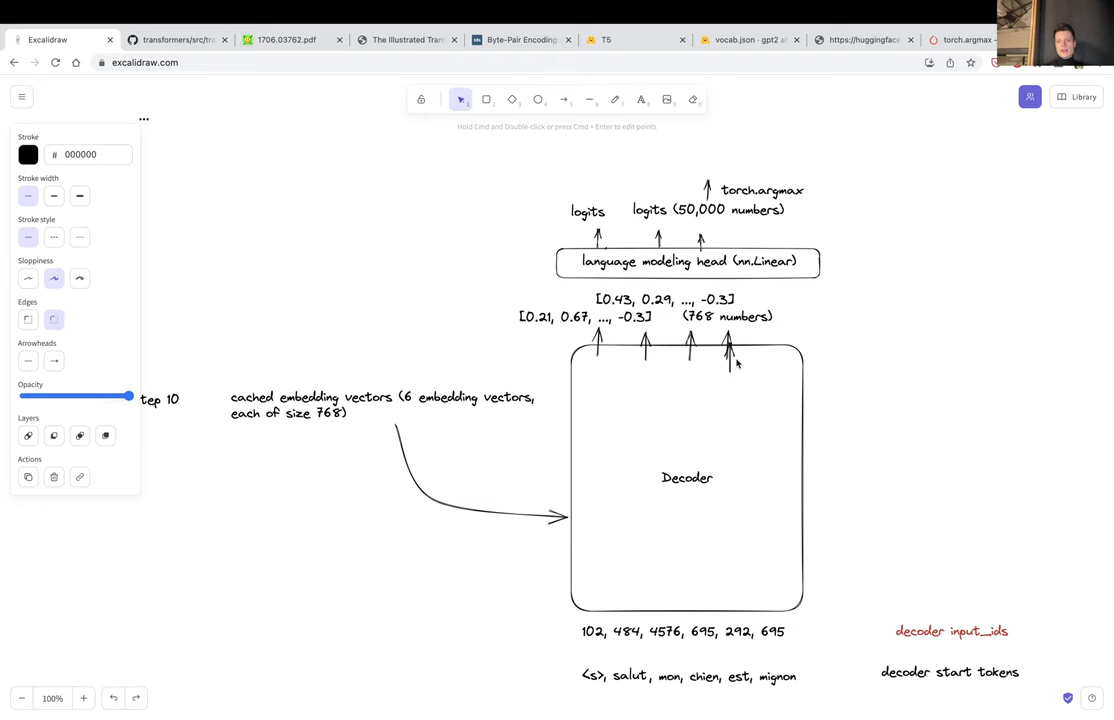 Excalidraw
transformers/src/tra
1706.03762.pdf
The Illustrated Tran
Byte-Pair Encoding
T5
vocab.json · gpt2 at
https://huggingface
torch.argmax
excalidraw.com
Library
Hold Cmd and Double-click or press Cmd + Enter to edit points
Stroke
# 000000
Stroke width
Stroke style
Sloppiness
Edges
Arrowheads
Opacity
Layers
Actions
torch.argmax
logits
logits (50,000 numbers)
language modeling head (nn.Linear)
[0.43, 0.29, ..., -0.3]
[0.21, 0.67, ..., -0.3]
(768 numbers)
tep 10
cached embedding vectors (6 embedding vectors,
each of size 768)
Decoder
102, 484, 4576, 695, 292, 695
decoder input_ids
<s>, salut, mon, chien, est, mignon
decoder start tokens
100%